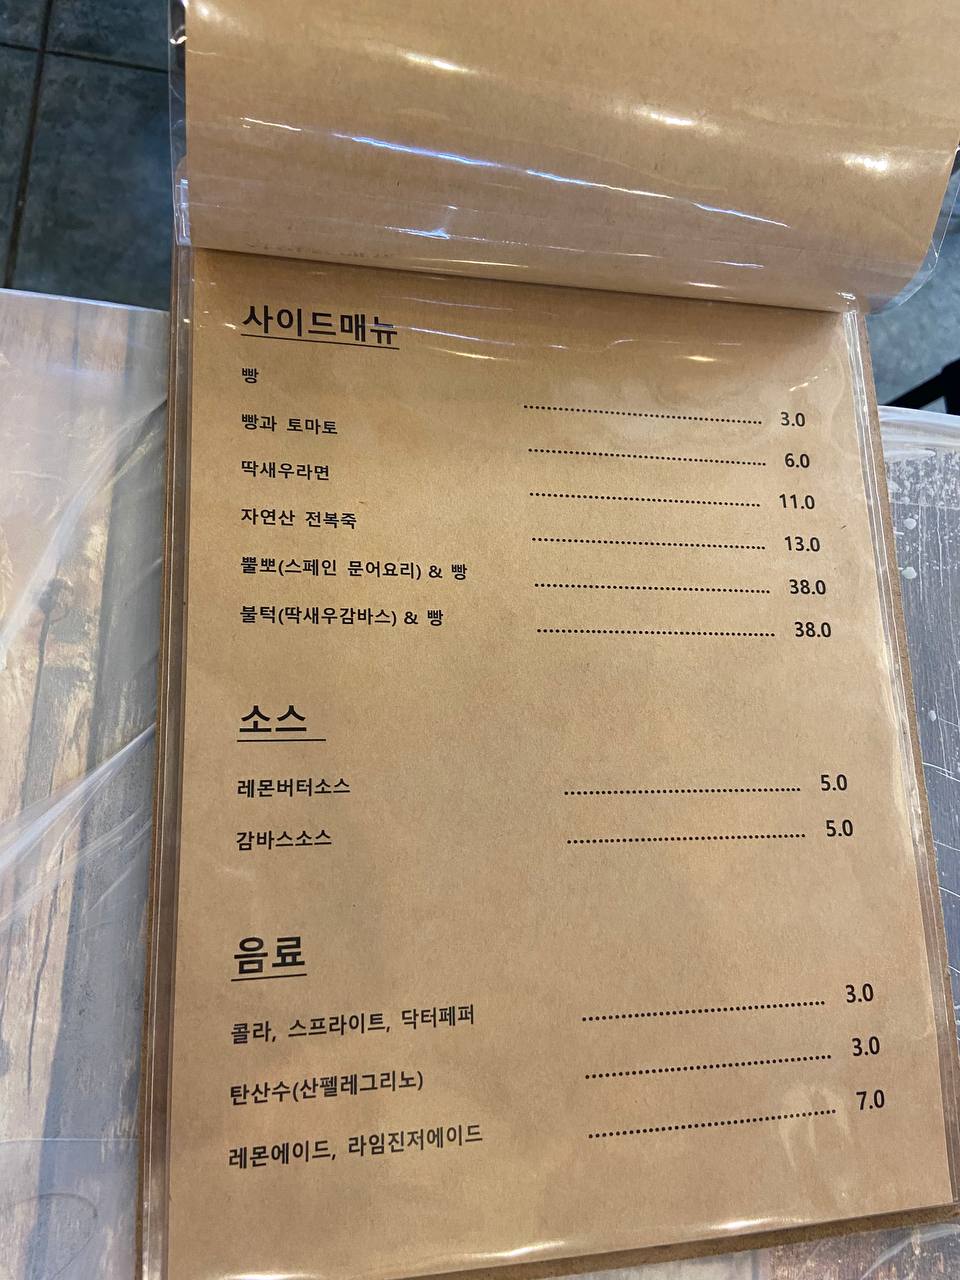 사이드매뉴
빵 3.0
빵과 토마토 6.0
딱새우라면 11.0
자연산 전복죽 13.0
뽈뽀(스페인 문어요리) & 빵 38.0
불턱(딱새우감바스) & 빵 38.0
소스
레몬버터소스 5.0
감바스소스 5.0
음료
콜라, 스프라이트, 닥터페퍼 3.0
탄산수(산펠레그리노) 3.0
레몬에이드, 라임진저에이드 7.0